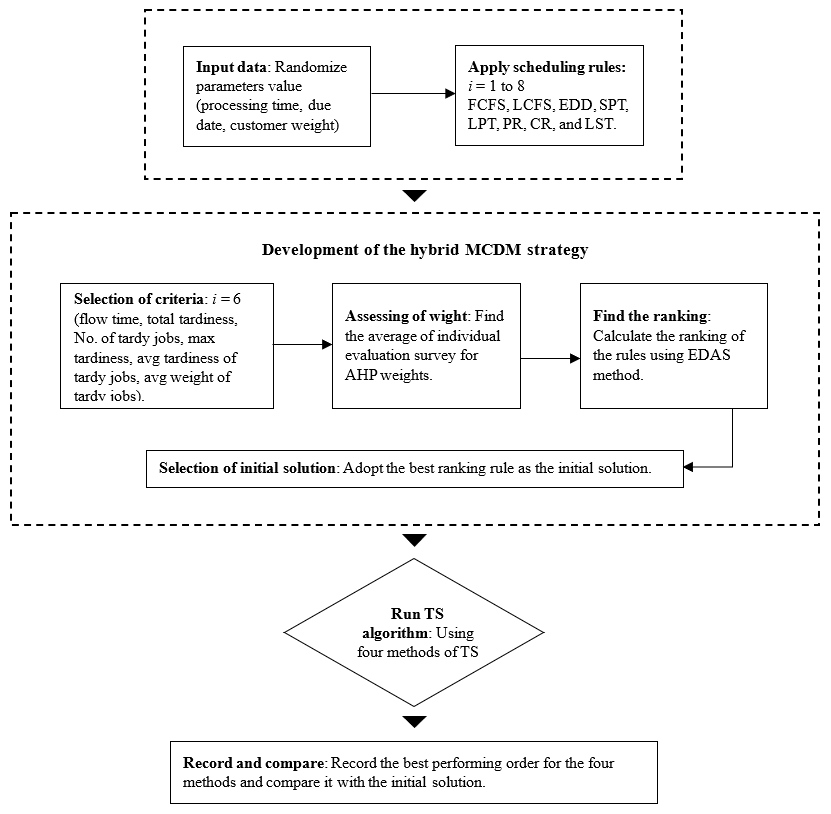 Input data: Randomize
parameters value
(processing time, due
date, customer weight)
Apply scheduling rules:
i = 1 to 8
FCFS, LCFS, EDD, SPT,
LPT, PR, CR, and LST.
Development of the hybrid MCDM strategy
Selection of criteria: i = 6
(flow time, total tardiness,
No. of tardy jobs, max
tardiness, avg tardiness of
tardy jobs, avg weight of
tardy jobs).
Assessing of wight: Find
the average of individual
evaluation survey for
AHP weights.
Find the ranking:
Calculate the ranking of
the rules using EDAS
method.
Selection of initial solution: Adopt the best ranking rule as the initial solution.
Run TS
algorithm: Using
four methods of TS
Record and compare: Record the best performing order for the four
methods and compare it with the initial solution.